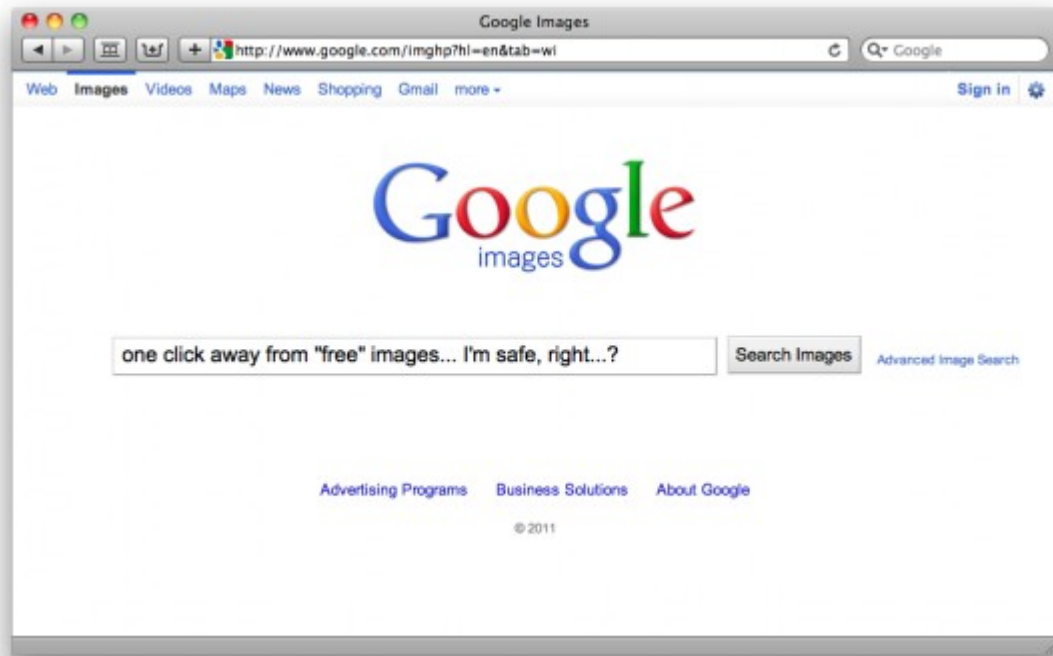 Google Images
http://www.google.com/imghp?hl=en&tab=wi
Google
Web Images Videos Maps News Shopping Gmail more
Sign in
Google
images
one click away from "free" images... I'm safe, right...?
Search Images
Advanced Image Search
Advertising Programs Business Solutions About Google
© 2011